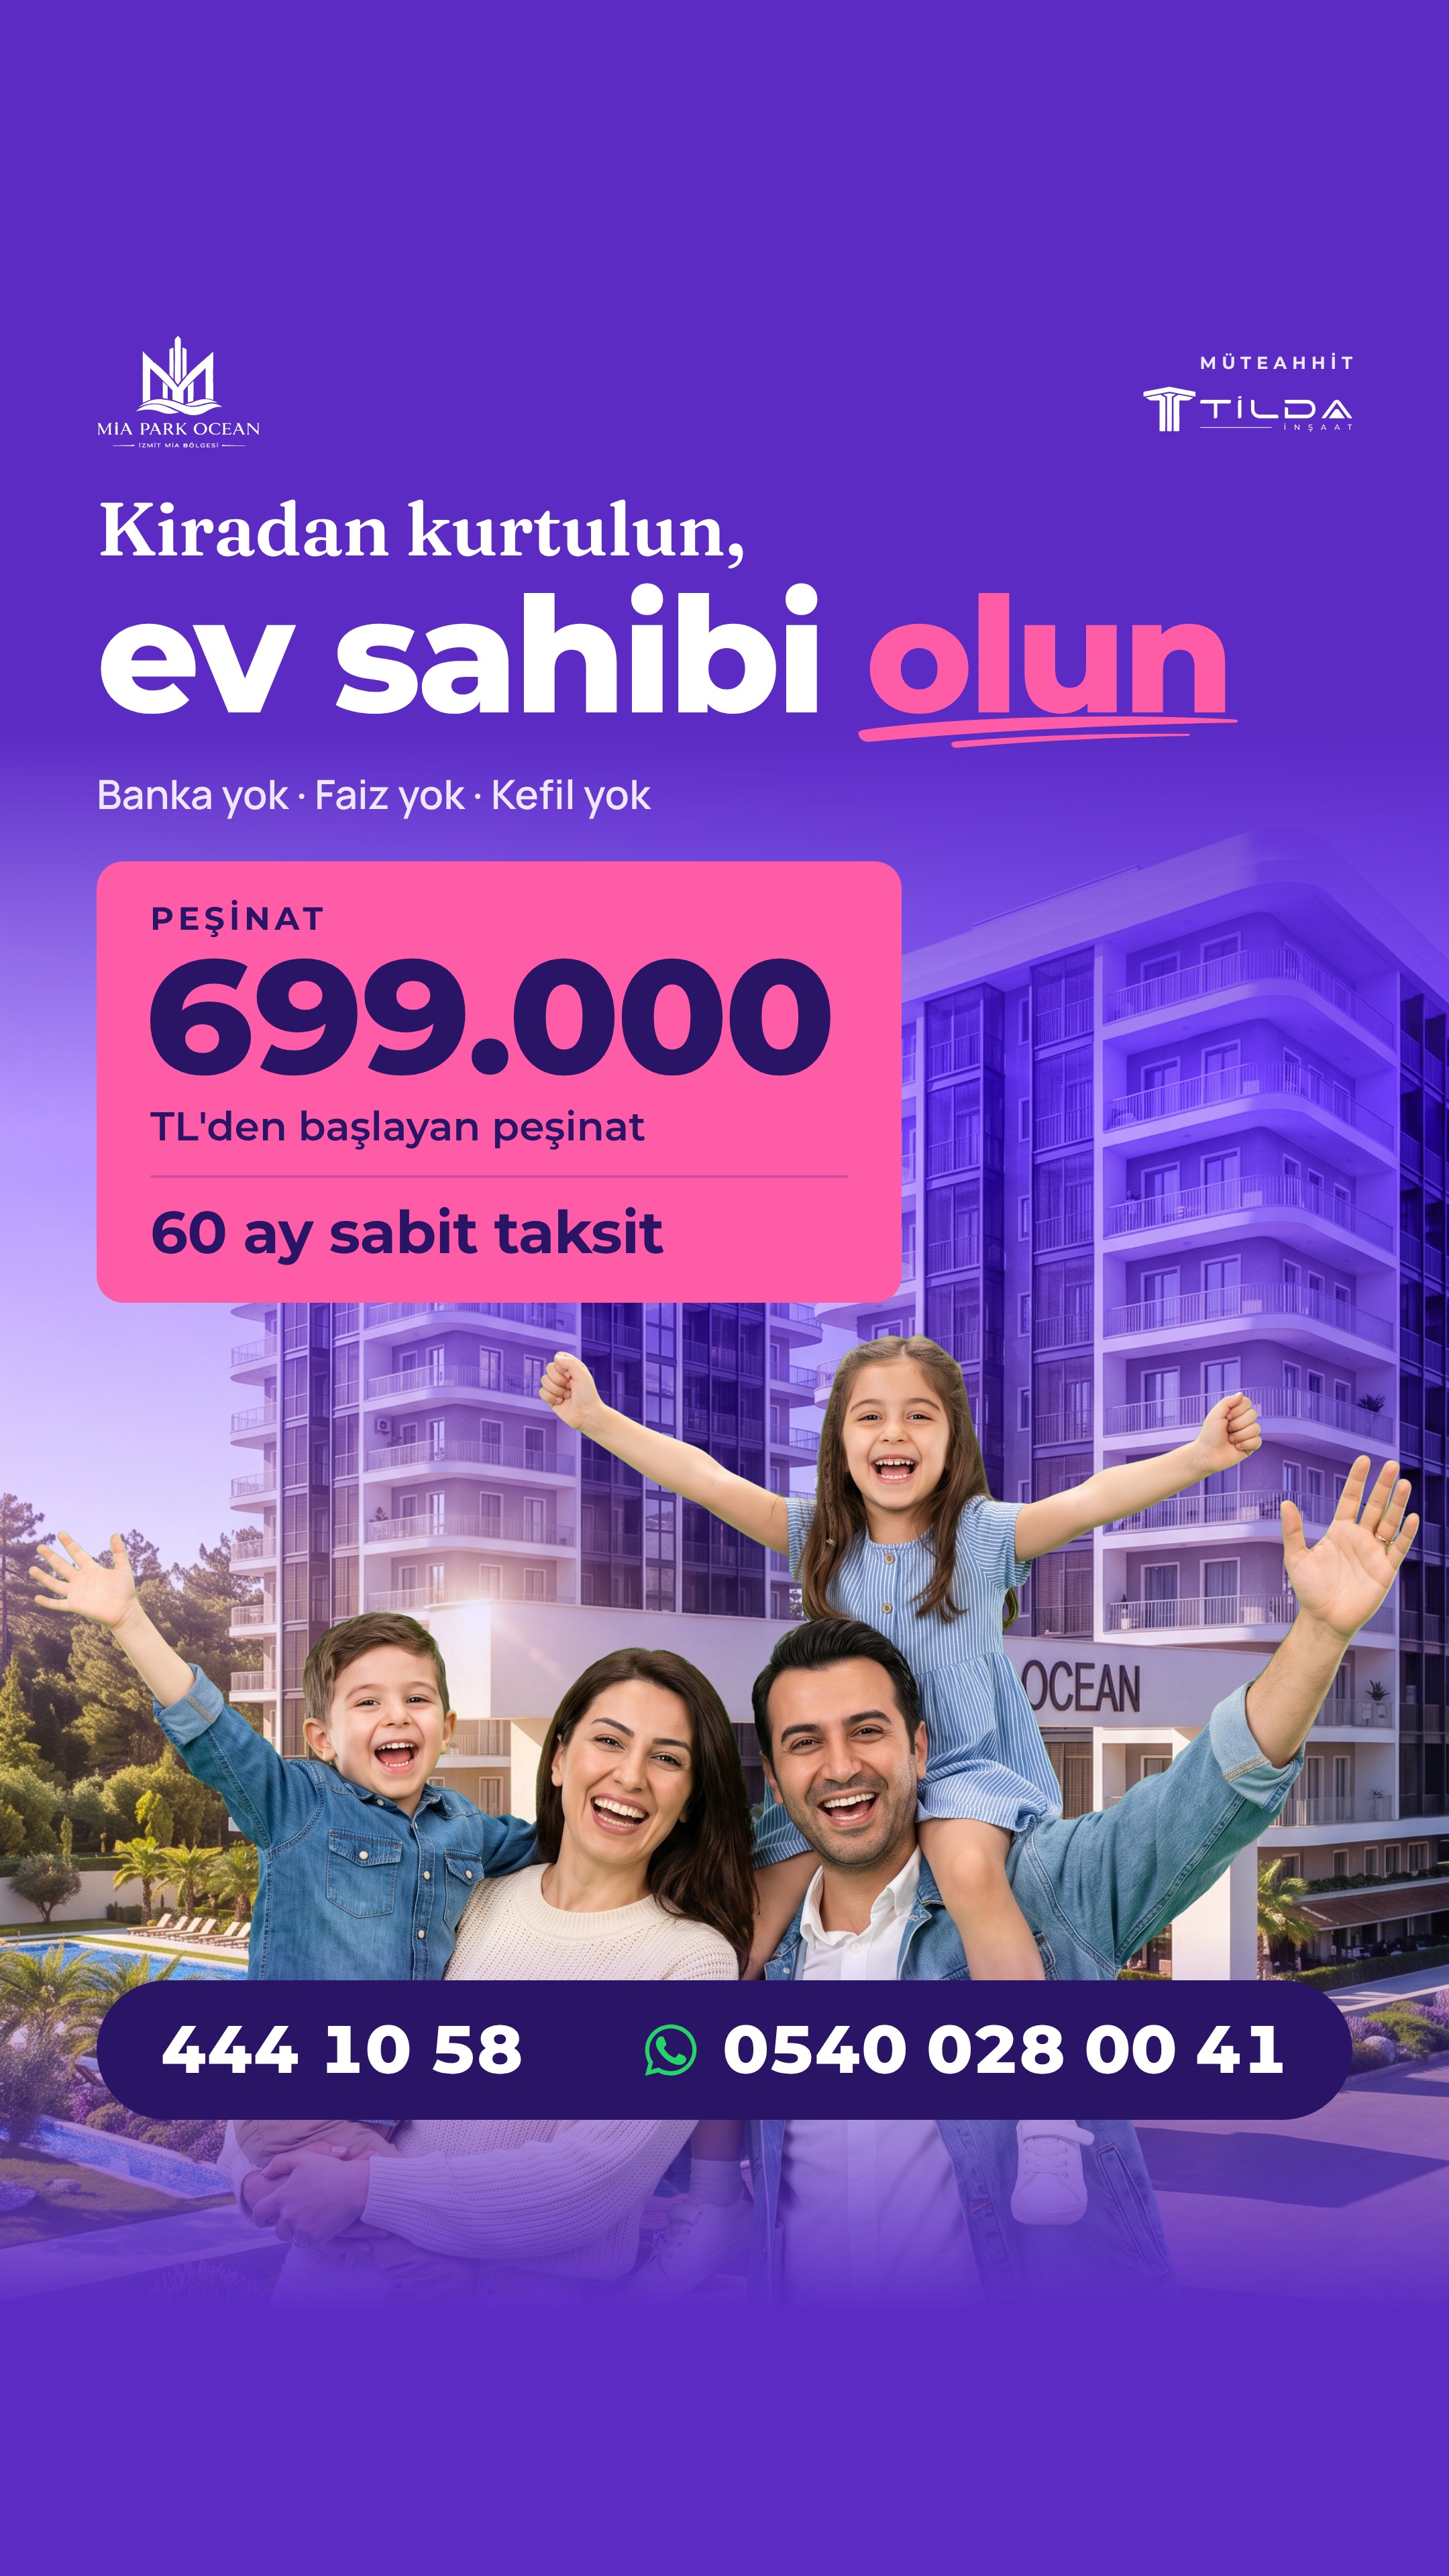 MİA PARK OCEAN
İZMİT MİA BÖLGESİ
MÜTEAHHİT
TİLDA
İNŞAAT
Kiradan kurtulun,
ev sahibi olun
Banka yok · Faiz yok · Kefil yok
PEŞİNAT
699.000
TL'den başlayan peşinat
60 ay sabit taksit
OCEAN
444 10 58
0540 028 00 41